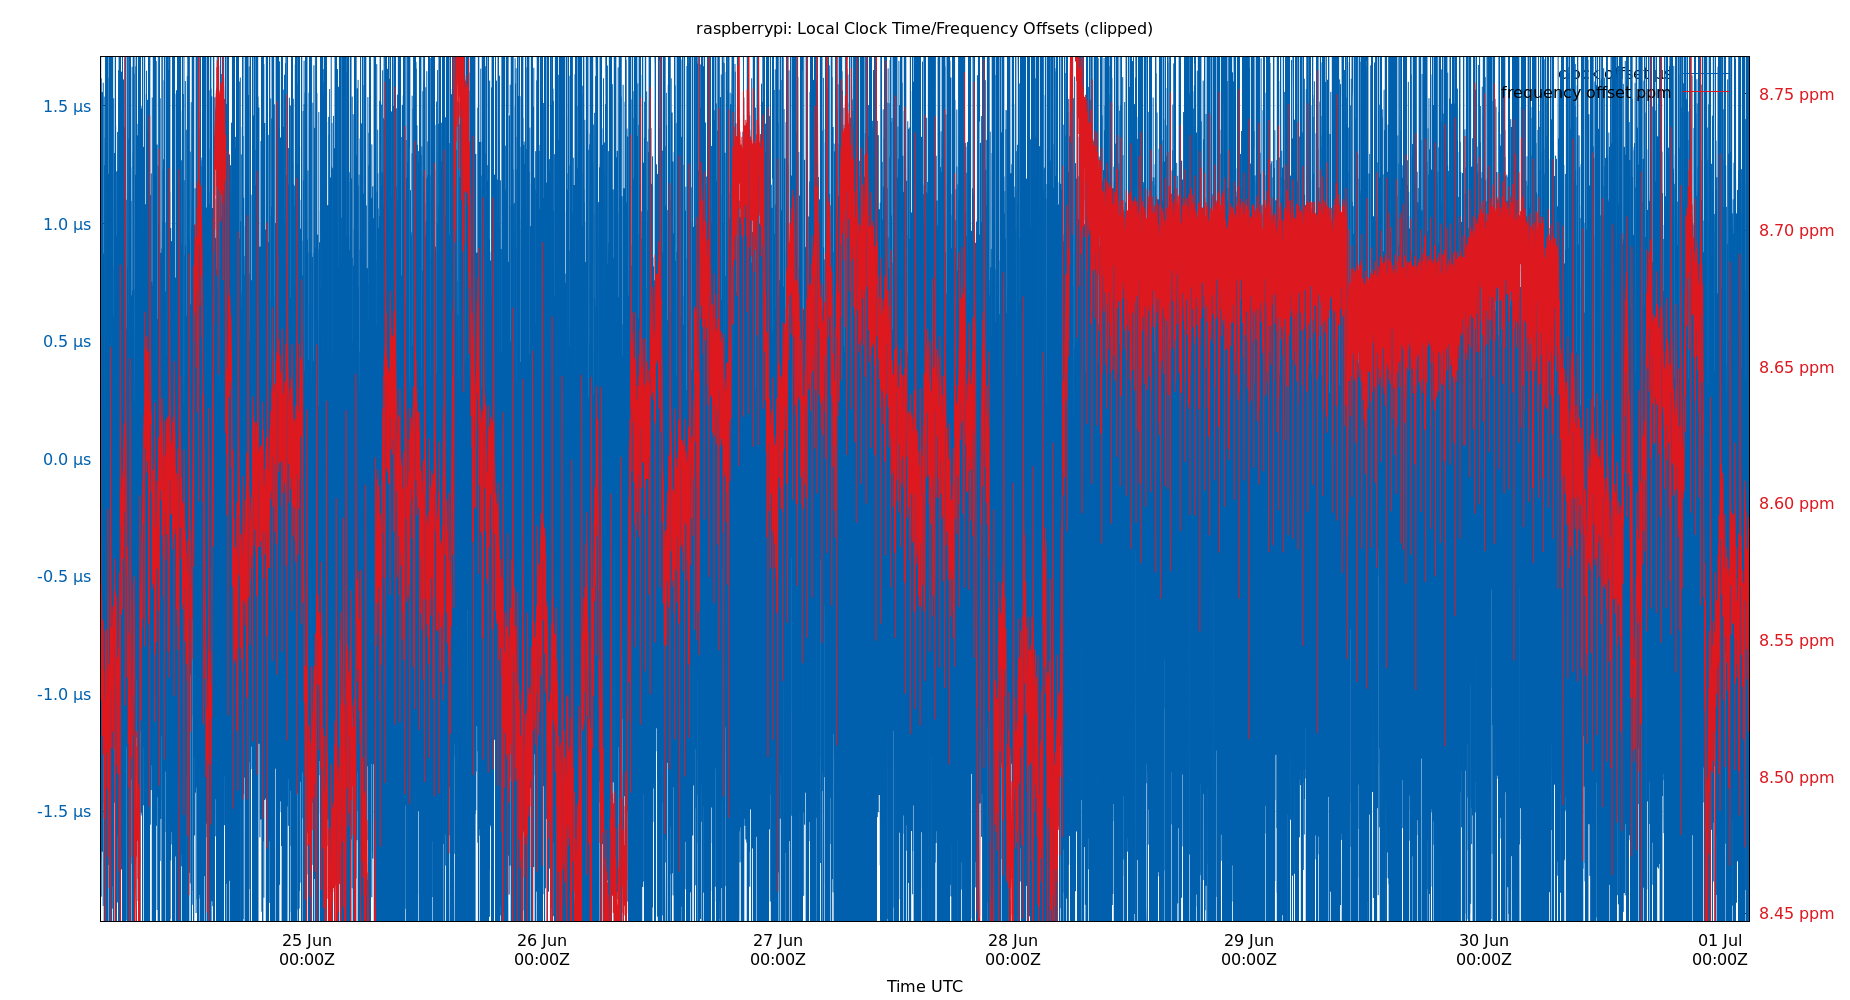 raspberrypi: Local Clock Time/Frequency Offsets (clipped)
clock offset µs
frequency offset ppm
1.5 µs
1.0 µs
0.5 µs
0.0 µs
-0.5 µs
-1.0 µs
-1.5 µs
8.75 ppm
8.70 ppm
8.65 ppm
8.60 ppm
8.55 ppm
8.50 ppm
8.45 ppm
25 Jun 26 Jun 27 Jun 28 Jun 29 Jun 30 Jun 01 Jul
00:00Z 00:00Z 00:00Z 00:00Z 00:00Z 00:00Z 00:00Z
Time UTC